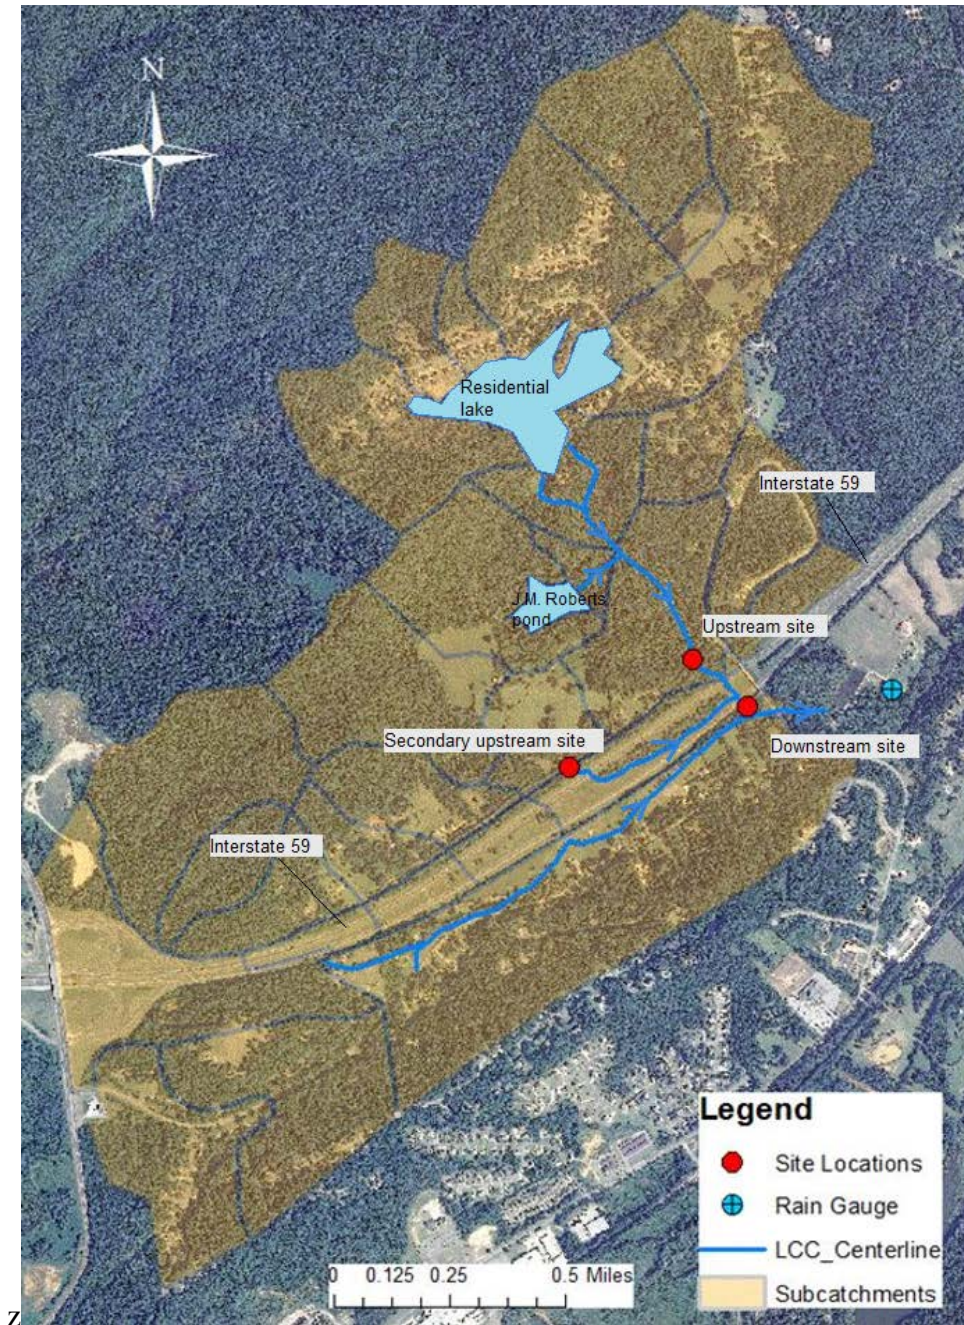 N
Residential
lake
Interstate 59
J.M. Roberts
pond
Upstream site
Secondary upstream site
Downstream site
Interstate 59
Legend
Site Locations
Rain Gauge
LCC_Centerline
Subcatchments
0 0.125 0.25 0.5 Miles
z